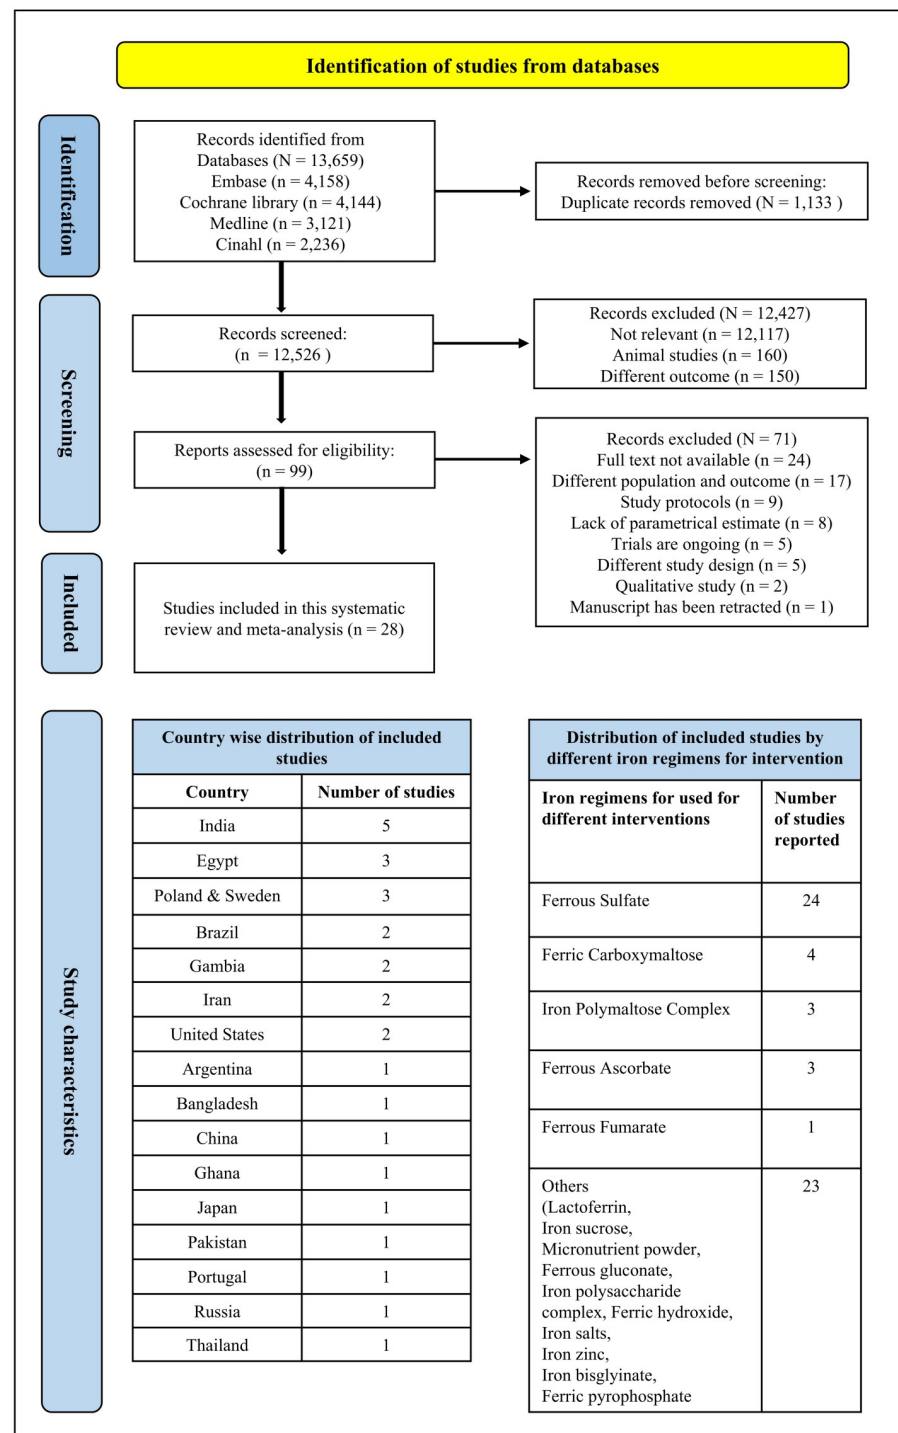 Identification of studies from databases
Identification
Records identified from
Databases (N = 13,659)
Embase (n = 4,158)
Cochrane library (n = 4,144)
Medline (n = 3,121)
Cinahl (n = 2,236)
Records removed before screening:
Duplicate records removed (N = 1,133 )
Screening
Records screened:
(n = 12,526 )
Records excluded (N = 12,427)
Not relevant (n = 12,117)
Animal studies (n = 160)
Different outcome (n = 150)
Reports assessed for eligibility:
(n = 99)
Records excluded (N = 71)
Full text not available (n = 24)
Different population and outcome (n = 17)
Study protocols (n = 9)
Lack of parametrical estimate (n = 8)
Trials are ongoing (n = 5)
Different study design (n = 5)
Qualitative study (n = 2)
Manuscript has been retracted (n = 1)
Included
Studies included in this systematic
review and meta-analysis (n = 28)
Study characteristics
Country wise distribution of included
studies
Country Number of studies
India 5
Egypt 3
Poland & Sweden 3
Brazil 2
Gambia 2
Iran 2
United States 2
Argentina 1
Bangladesh 1
China 1
Ghana 1
Japan 1
Pakistan 1
Portugal 1
Russia 1
Thailand 1
Distribution of included studies by
different iron regimens for intervention
Iron regimens for used for
different interventions
Number
of studies
reported
Ferrous Sulfate 24
Ferric Carboxymaltose 4
Iron Polymaltose Complex 3
Ferrous Ascorbate 3
Ferrous Fumarate 1
Others 23
(Lactoferrin,
Iron sucrose,
Micronutrient powder,
Ferrous gluconate,
Iron polysaccharide
complex, Ferric hydroxide,
Iron salts,
Iron zinc,
Iron bisglyinate,
Ferric pyrophosphate